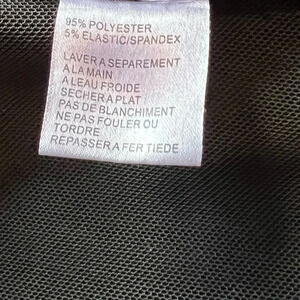 95% POLYESTER
5% ELASTIC/SPANDEX
LAVER A SEPAREMENT
A LA MAIN
A LEAU FROIDE
SECHER A PLAT
PAS DE BLANCHIMENT
NE PAS FOULER OU
TORDRE
REPASSER A FER TIEDE